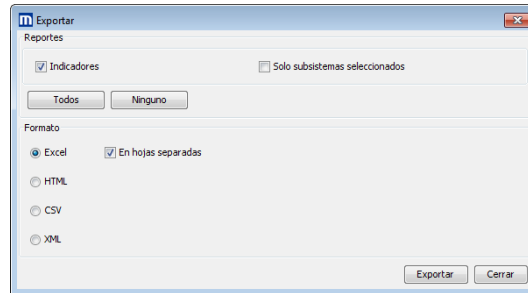 m Exportar
Reportes
Indicadores Solo subsistemas seleccionados
Todos Ninguno
Formato
Excel En hojas separadas
HTML
CSV
XML
Exportar Cerrar